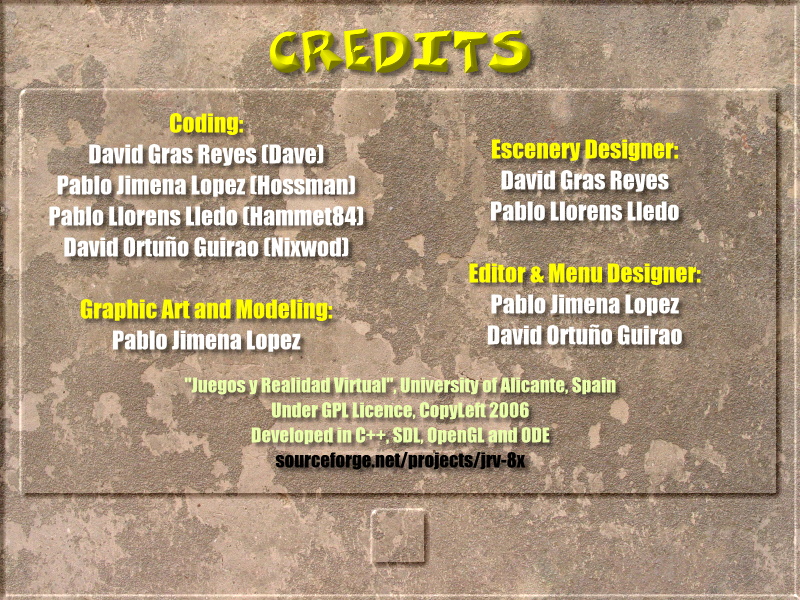 CREDITS
Coding:
David Gras Reyes (Dave)
Pablo Jimena Lopez (Hossman)
Pablo Llorens Lledo (Hammet84)
David Ortuño Guirao (Nixwod)
Graphic Art and Modeling:
Pablo Jimena Lopez
Escenery Designer:
David Gras Reyes
Pablo Llorens Lledo
Editor & Menu Designer:
Pablo Jimena Lopez
David Ortuño Guirao
"Juegos y Realidad Virtual", University of Alicante, Spain
Under GPL Licence, CopyLeft 2006
Developed in C++, SDL, OpenGL and ODE
sourceforge.net/projects/jrv-8x